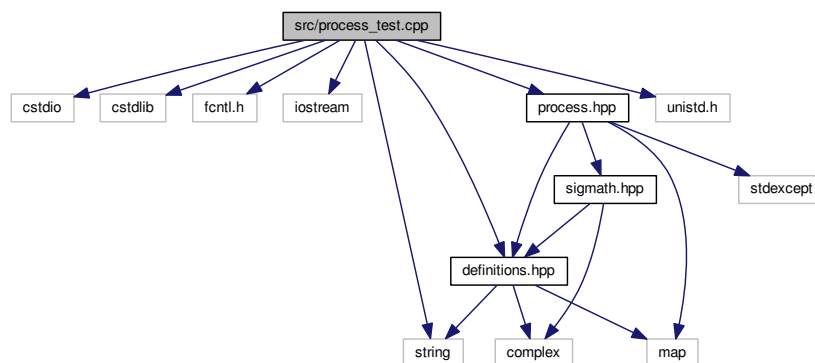 src/process_test.cpp
cstdio
cstdlib
fcntl.h
iostream
process.hpp
unistd.h
sigmath.hpp
stdexcept
definitions.hpp
string
complex
map